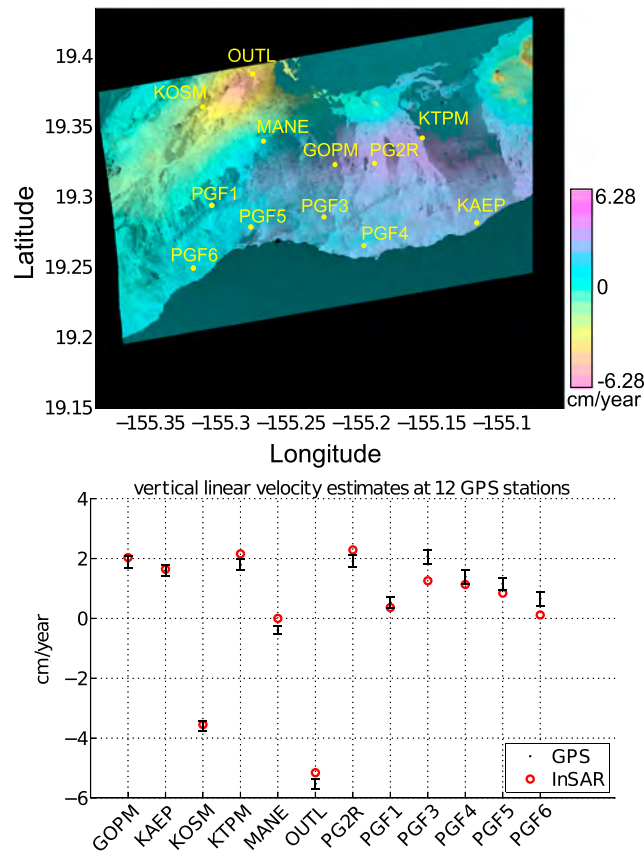 19.4
19.35
19.3
19.25
19.2
19.15
Latitude
OUTL
KOSM
MANE
KTPM
GOPM
PG2R
PGF1
PGF5
PGF3
KAEP
PGF4
PGF6
6.28
0
-6.28
cm/year
−155.35
−155.3
−155.25
−155.2
−155.15
−155.1
Longitude
vertical linear velocity estimates at 12 GPS stations
4
2
0
−2
−4
−6
cm/year
GPS
InSAR
GOPM
KAEP
KOSM
KTPM
MANE
OUTL
PG2R
PGF1
PGF3
PGF4
PGF5
PGF6